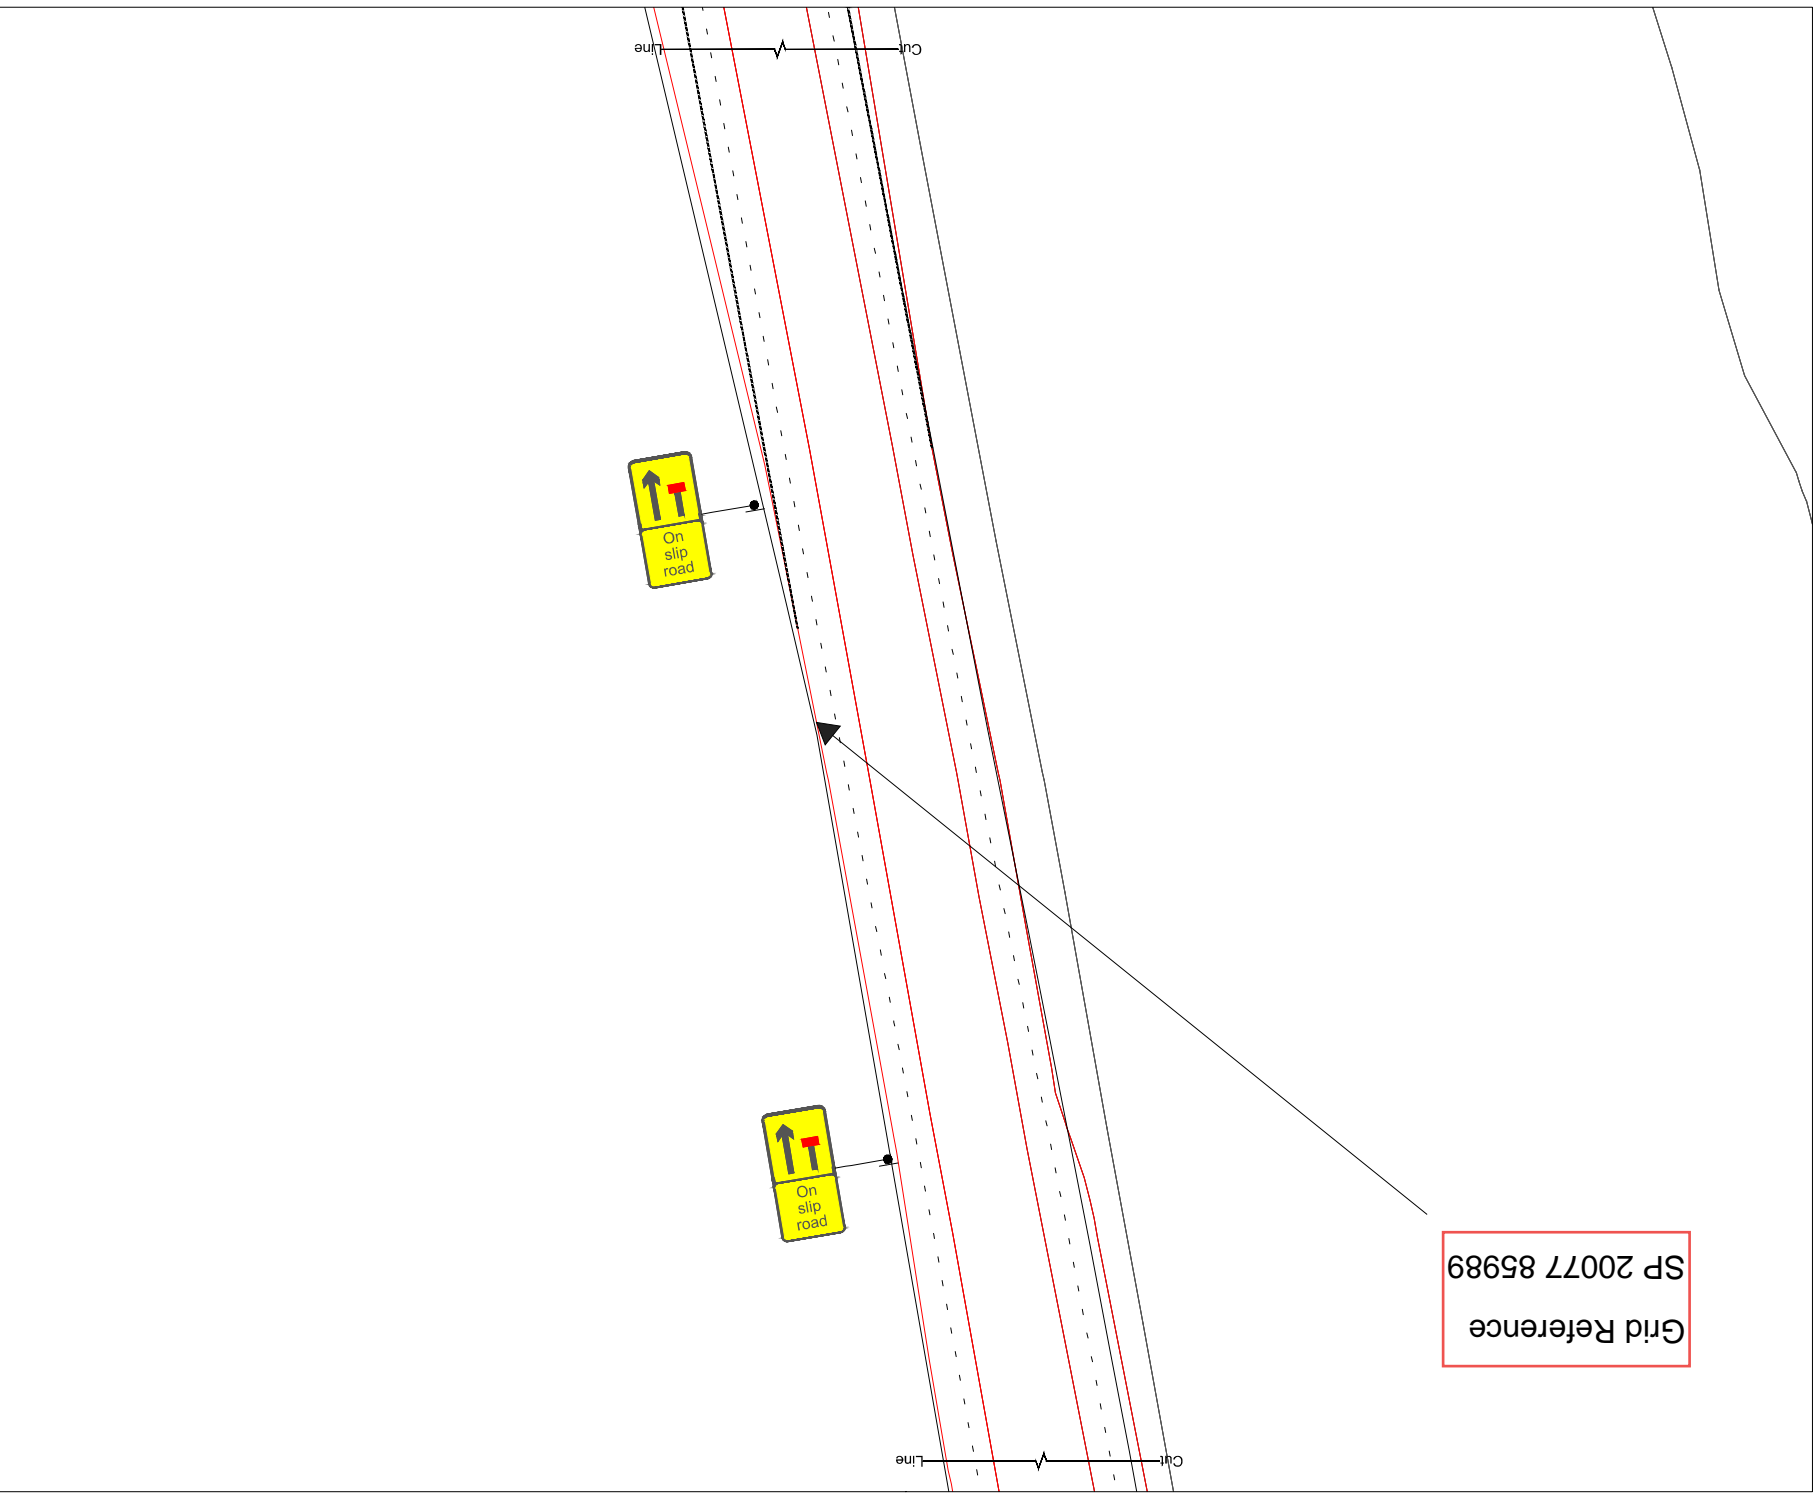 Line
Cut
On
slip
road
On
slip
road
Grid Reference
SP 20077 85989
Line
Cut